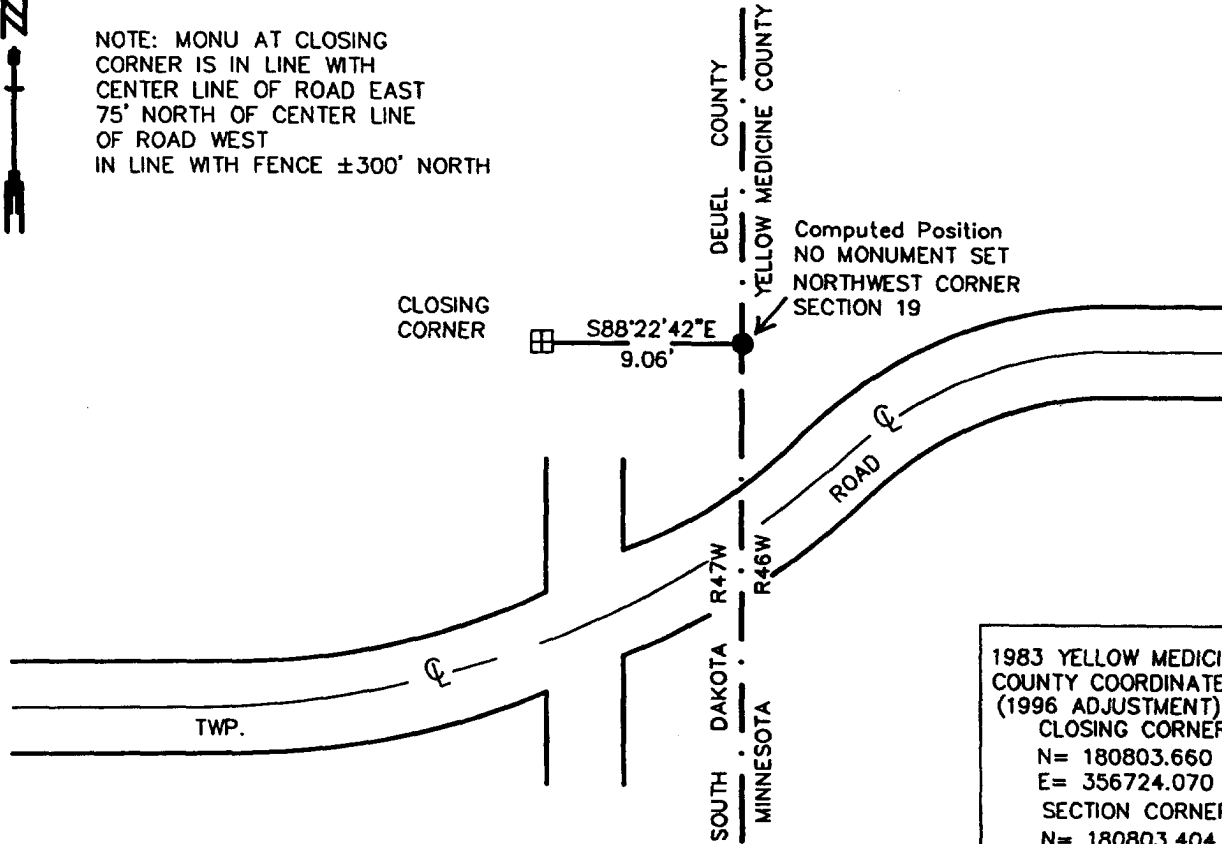 N
NOTE: MONU AT CLOSING
CORNER IS IN LINE WITH
CENTER LINE OF ROAD EAST
75' NORTH OF CENTER LINE
OF ROAD WEST
IN LINE WITH FENCE ±300' NORTH
DEUEL COUNTY
YELLOW MEDICINE COUNTY
Computed Position
NO MONUMENT SET
NORTHWEST CORNER
SECTION 19
CLOSING
CORNER
S88°22'42"E
9.06'
℄
ROAD
R47W
R46W
℄
TWP.
SOUTH DAKOTA
MINNESOTA
1983 YELLOW MEDICI
COUNTY COORDINATE
(1996 ADJUSTMENT)
CLOSING CORNER
N= 180803.660
E= 356724.070
SECTION CORNER
N= 180803.404